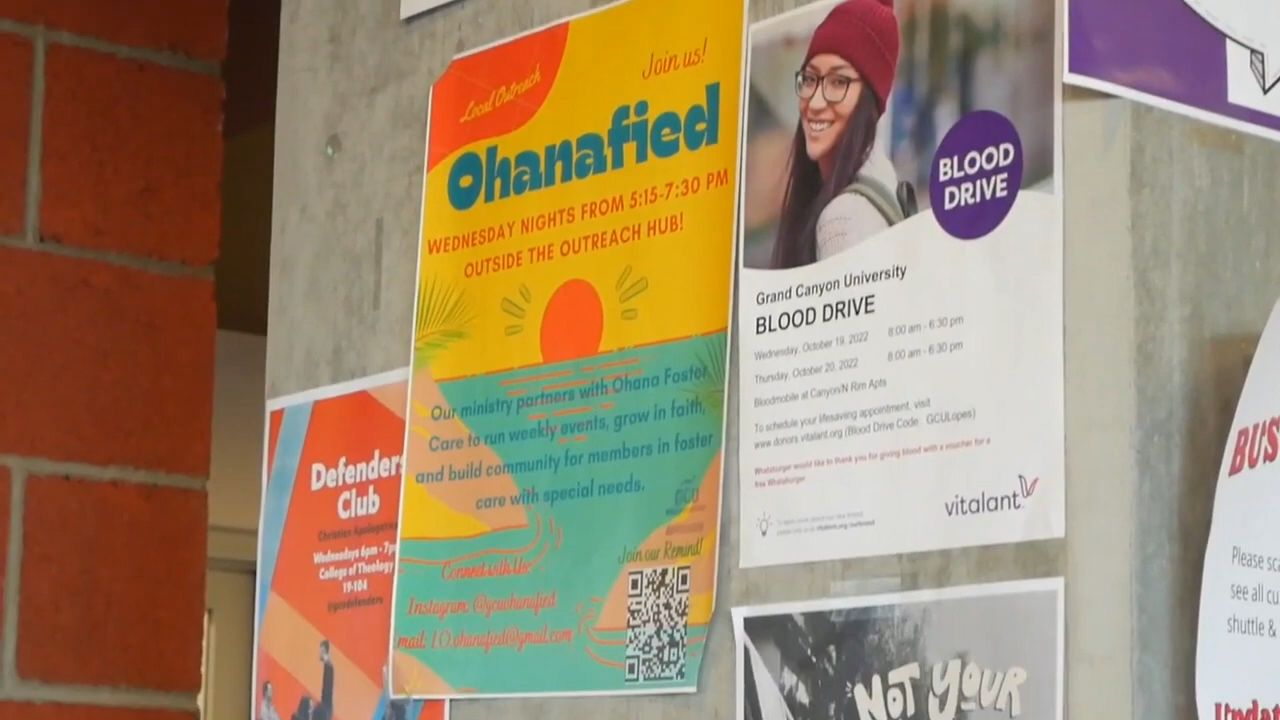 Local Outreach
Join us!
Ohanafied
WEDNESDAY NIGHTS FROM 5:15-7:30 PM
OUTSIDE THE OUTREACH HUB!
Our ministry partners with Ohana Foster
Care to run weekly events, grow in faith,
and build community for members in foster
care with special needs.
GCU
Join our Remind!
Connect with Us:
Instagram: @gcuohanafied
mail: LO.ohanafied@gmail.com
Defenders
Club
Christian Apologetics
Wednesdays 6pm - 7p
College of Theology
19-104
@gcudefenders
BLOOD
DRIVE
Grand Canyon University
BLOOD DRIVE
Wednesday, October 19, 2022 8:00 am - 6:30 pm
Thursday, October 20, 2022 8:00 am - 6:30 pm
Bloodmobile at Canyon/N Rim Apts
To schedule your lifesaving appointment, visit
www.donors.vitalant.org (Blood Drive Code: GCULopes)
Whataburger would like to thank you for giving blood with a voucher for a
free Whataburger
vitalant
NOT YOUR
BUS
Please sc
see all cu
shuttle &
Updat